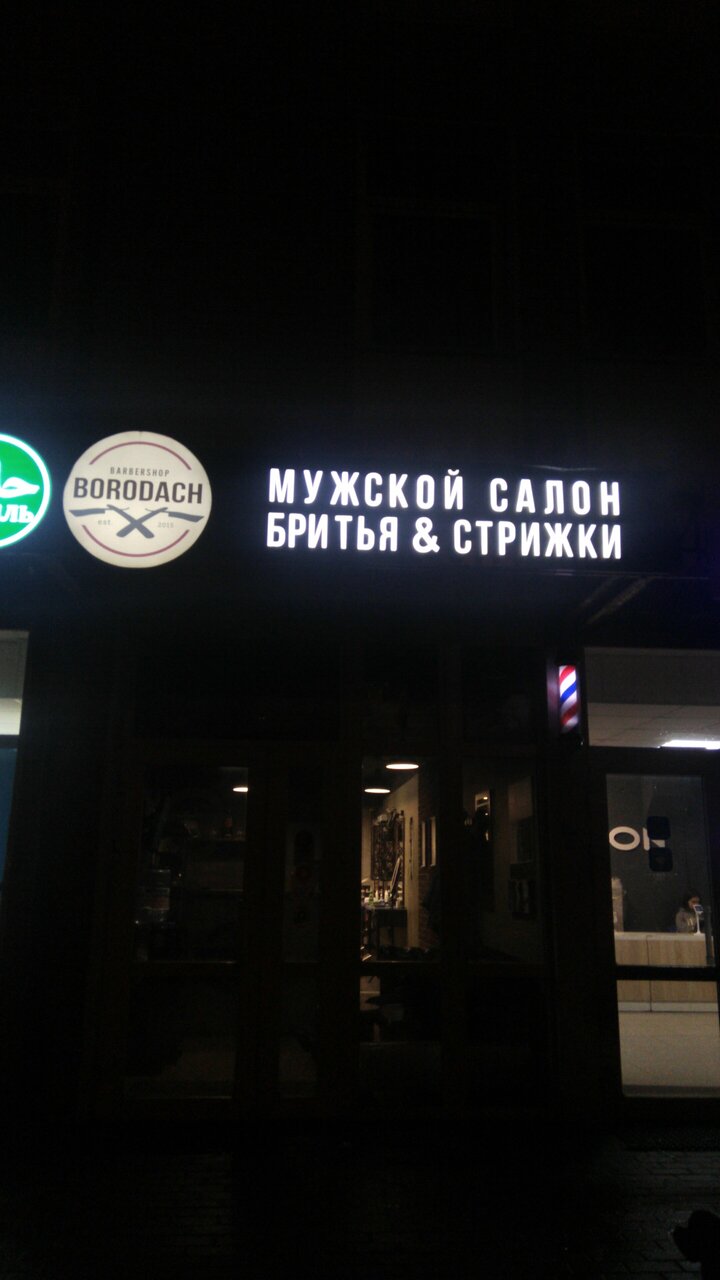 BARBERSHOP
BORODACH
est. 2015
МУЖСКОЙ САЛОН
БРИТЬЯ & СТРИЖКИ